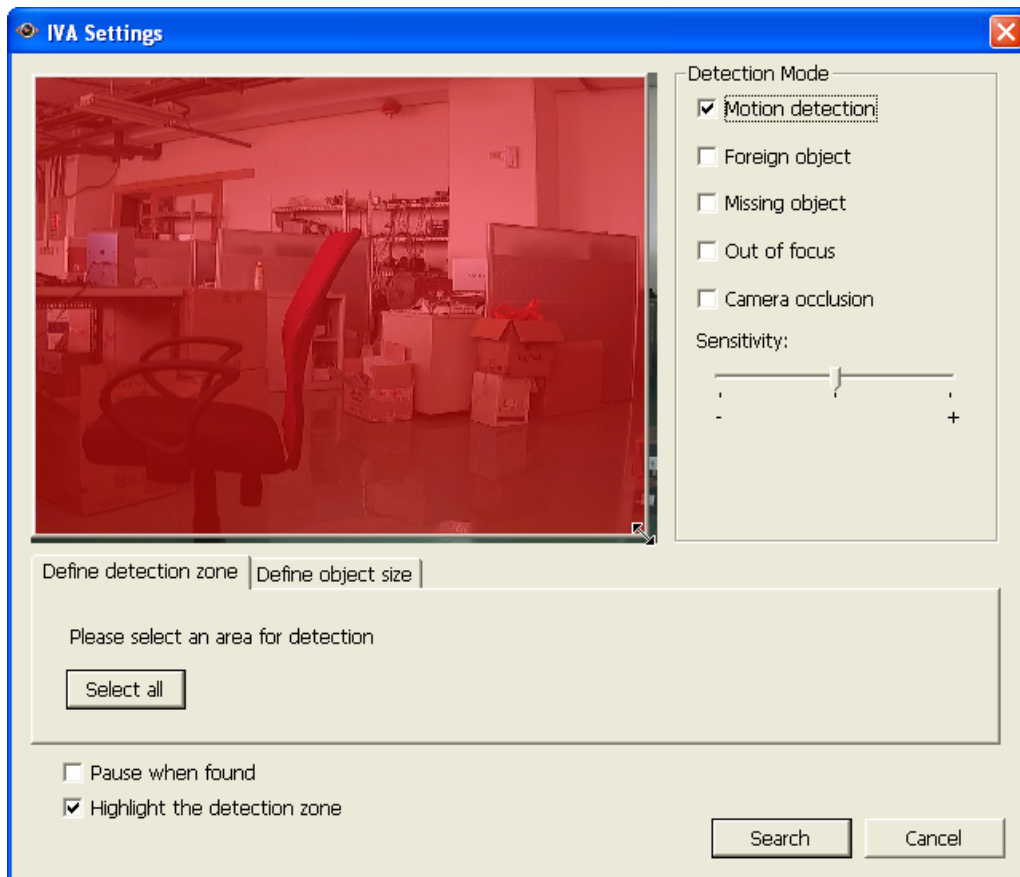 IVA Settings
Detection Mode
Motion detection
Foreign object
Missing object
Out of focus
Camera occlusion
Sensitivity:
- +
Define detection zone Define object size
Please select an area for detection
Select all
Pause when found
Highlight the detection zone
Search Cancel